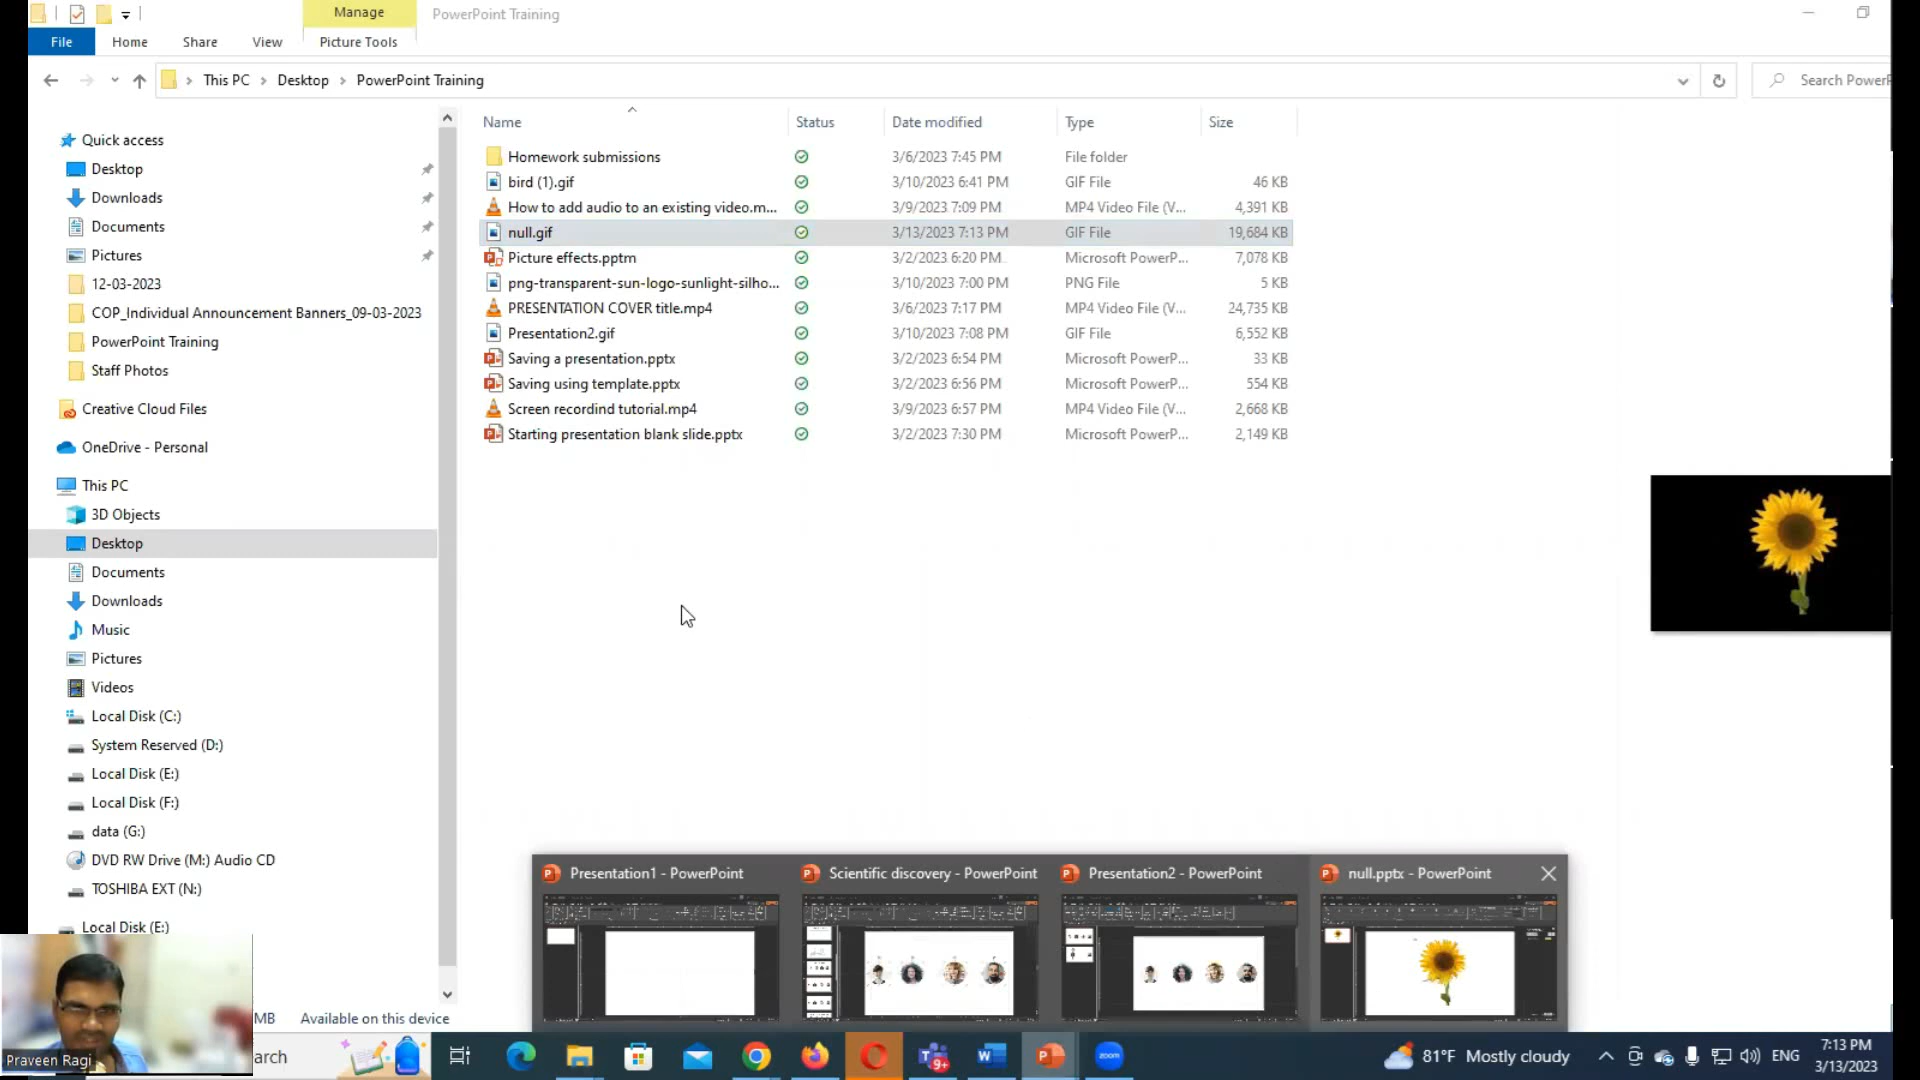 Manage
PowerPoint Training
File
Home
Share
View
Picture Tools
This PC
Desktop
PowerPoint Training
Search PowerP
Name
Status
Date modified
Type
Size
Quick access
Desktop
Downloads
Documents
Pictures
12-03-2023
COP_Individual Announcement Banners_09-03-2023
PowerPoint Training
Staff Photos
Creative Cloud Files
OneDrive - Personal
This PC
3D Objects
Desktop
Documents
Downloads
Music
Pictures
Videos
Local Disk (C:)
System Reserved (D:)
Local Disk (E:)
Local Disk (F:)
data (G:)
DVD RW Drive (M:) Audio CD
TOSHIBA EXT (N:)
Local Disk (E:)
Homework submissions 3/6/2023 7:45 PM File folder
bird (1).gif 3/10/2023 6:41 PM GIF File 46 KB
How to add audio to an existing video.m... 3/9/2023 7:09 PM MP4 Video File (V... 4,391 KB
null.gif 3/13/2023 7:13 PM GIF File 19,684 KB
Picture effects.pptm 3/2/2023 6:20 PM Microsoft PowerP... 7,078 KB
png-transparent-sun-logo-sunlight-silho... 3/10/2023 7:00 PM PNG File 5 KB
PRESENTATION COVER title.mp4 3/6/2023 7:17 PM MP4 Video File (V... 24,735 KB
Presentation2.gif 3/10/2023 7:08 PM GIF File 6,552 KB
Saving a presentation.pptx 3/2/2023 6:54 PM Microsoft PowerP... 33 KB
Saving using template.pptx 3/2/2023 6:56 PM Microsoft PowerP... 554 KB
Screen recordind tutorial.mp4 3/9/2023 6:57 PM MP4 Video File (V... 2,668 KB
Starting presentation blank slide.pptx 3/2/2023 7:30 PM Microsoft PowerP... 2,149 KB
Presentation1 - PowerPoint
Scientific discovery - PowerPoint
Presentation2 - PowerPoint
null.pptx - PowerPoint
MB
Available on this device
Praveen Ragi
arch
9+
zoom
81°F Mostly cloudy
ENG
7:13 PM
3/13/2023